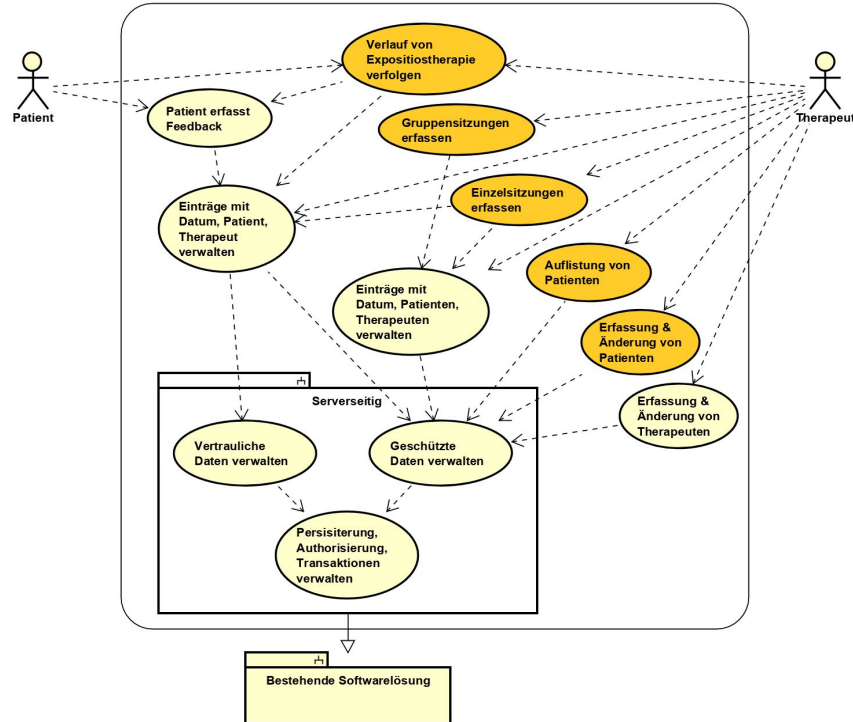 Verlauf von
Expositiostherapie
verfolgen
Patient
Therapeut
Patient erfasst
Feedback
Gruppensitzungen
erfassen
Einträge mit
Datum, Patient,
Therapeut
verwalten
Einzelsitzungen
erfassen
Auflistung von
Patienten
Einträge mit
Datum, Patienten,
Therapeuten
verwalten
Erfassung &
Änderung von
Patienten
Erfassung &
Änderung von
Therapeuten
Serverseitig
Vertrauliche
Daten verwalten
Geschützte
Daten verwalten
Persisiterung,
Authorisierung,
Transaktionen
verwalten
Bestehende Softwarelösung